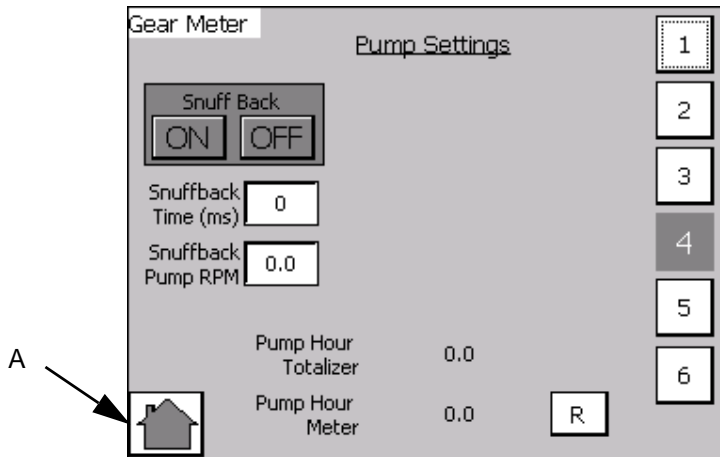 Gear Meter
Pump Settings
1
Snuff Back
ON OFF
2
Snuffback
Time (ms)
0
3
Snuffback
Pump RPM
0.0
4
5
Pump Hour
Totalizer
0.0
6
A
Pump Hour
Meter
0.0
R